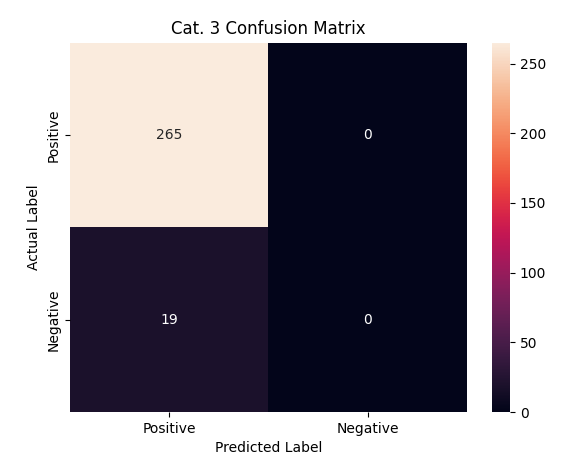 Cat. 3 Confusion Matrix
Actual Label
Positive
265
0
Negative
19
0
Positive
Negative
Predicted Label
250
200
150
100
50
0